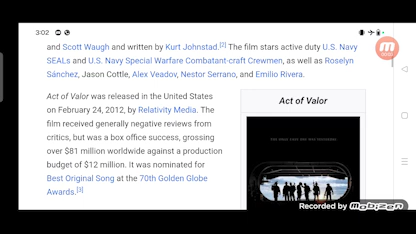 3:02
and Scott Waugh and written by Kurt Johnstad.[2] The film stars active duty U.S. Navy
SEALs and U.S. Navy Special Warfare Combatant-craft Crewmen, as well as Roselyn
Sánchez, Jason Cottle, Alex Veadov, Nestor Serrano, and Emilio Rivera.
Act of Valor was released in the United States
on February 24, 2012, by Relativity Media. The
film received generally negative reviews from
critics, but was a box office success, grossing
over $81 million worldwide against a production
budget of $12 million. It was nominated for
Best Original Song at the 70th Golden Globe
Awards.[3]
Act of Valor
Recorded by Mobizen